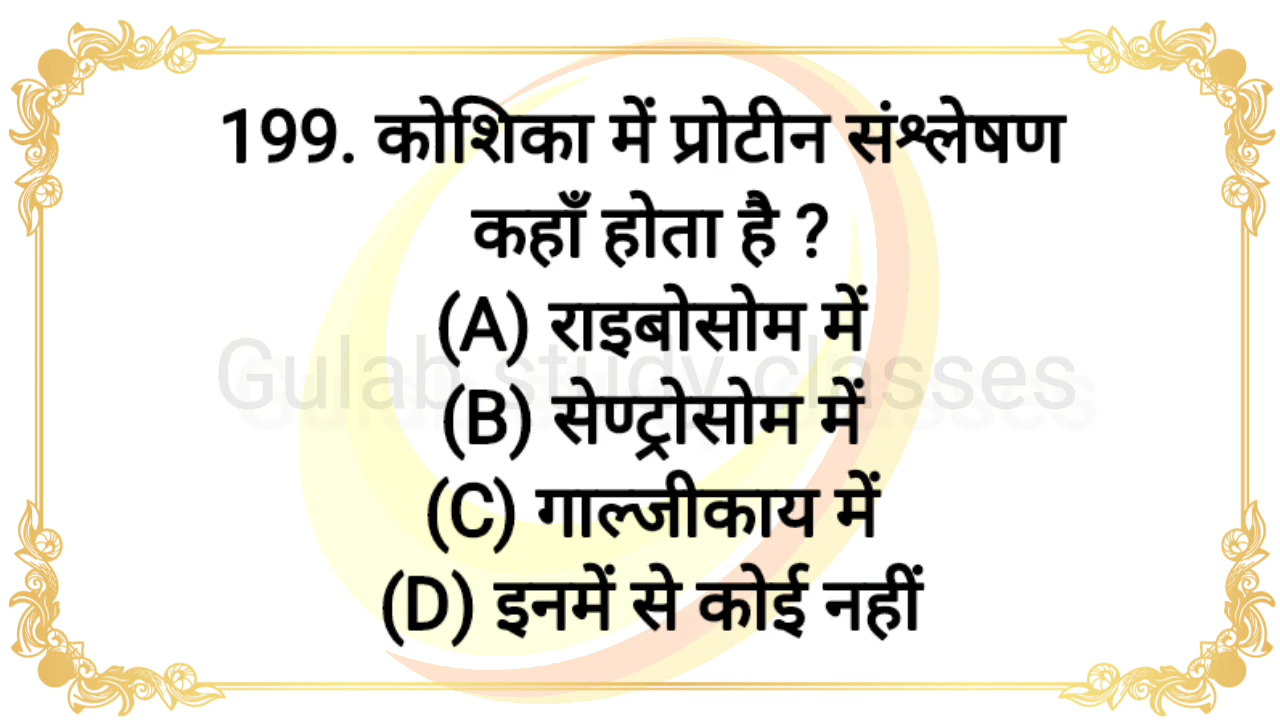 199. कोशिका में प्रोटीन संश्लेषण
कहाँ होता है ?
(A) राइबोसोम में
Gulab study classes
(B) सेण्ट्रोसोम में
(C) गाल्जीकाय में
(D) इनमें से कोई नहीं